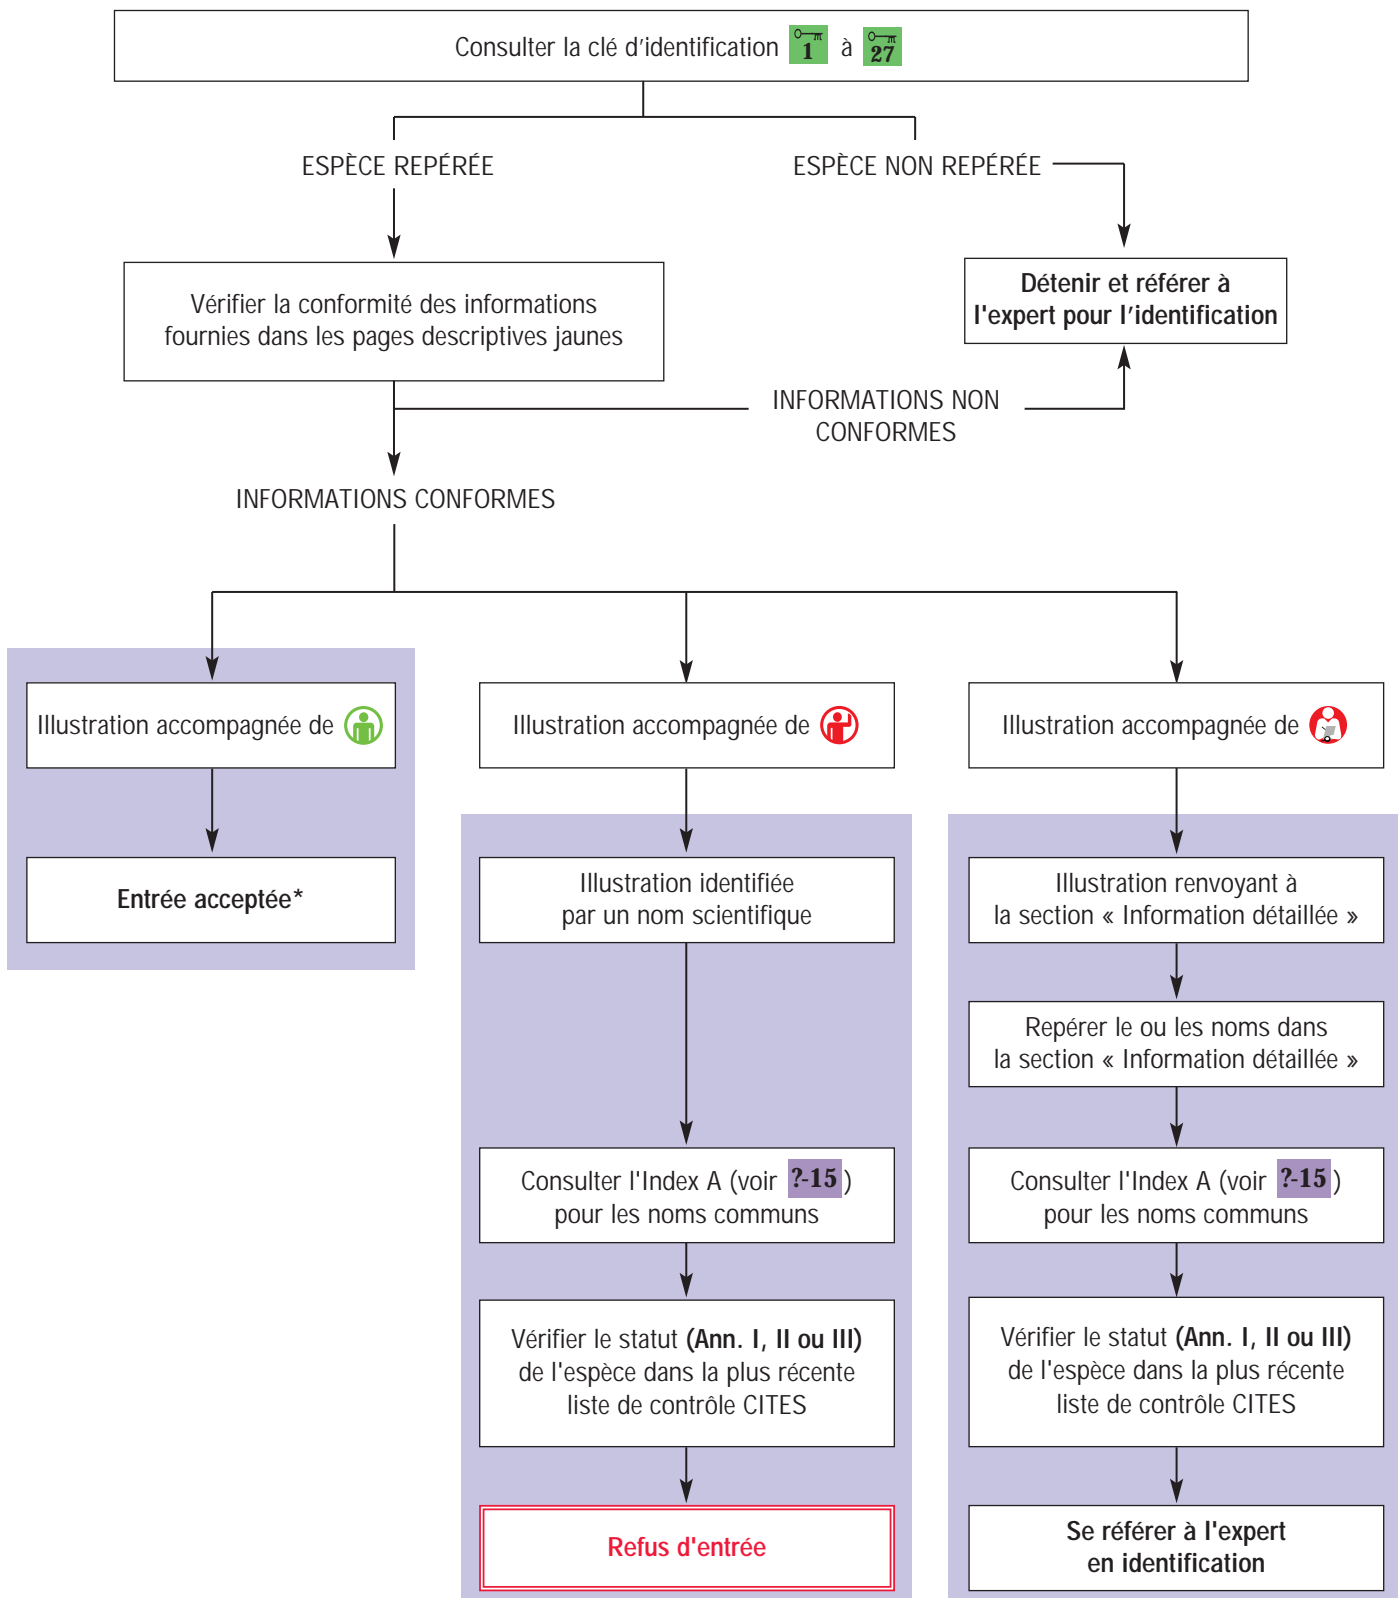 Consulter la clé d'identification 1 à 27
ESPÈCE REPÉRÉE
ESPÈCE NON REPÉRÉE
Vérifier la conformité des informations
fournies dans les pages descriptives jaunes
Détenir et référer à
l'expert pour l'identification
INFORMATIONS NON
CONFORMES
INFORMATIONS CONFORMES
Illustration accompagnée de
Entrée acceptée*
Illustration accompagnée de
Illustration identifiée
par un nom scientifique
Consulter l'Index A (voir ?-15 )
pour les noms communs
Vérifier le statut (Ann. I, II ou III)
de l'espèce dans la plus récente
liste de contrôle CITES
Refus d'entrée
Illustration accompagnée de
Illustration renvoyant à
la section « Information détaillée »
Repérer le ou les noms dans
la section « Information détaillée »
Consulter l'Index A (voir ?-15 )
pour les noms communs
Vérifier le statut (Ann. I, II ou III)
de l'espèce dans la plus récente
liste de contrôle CITES
Se référer à l'expert
en identification